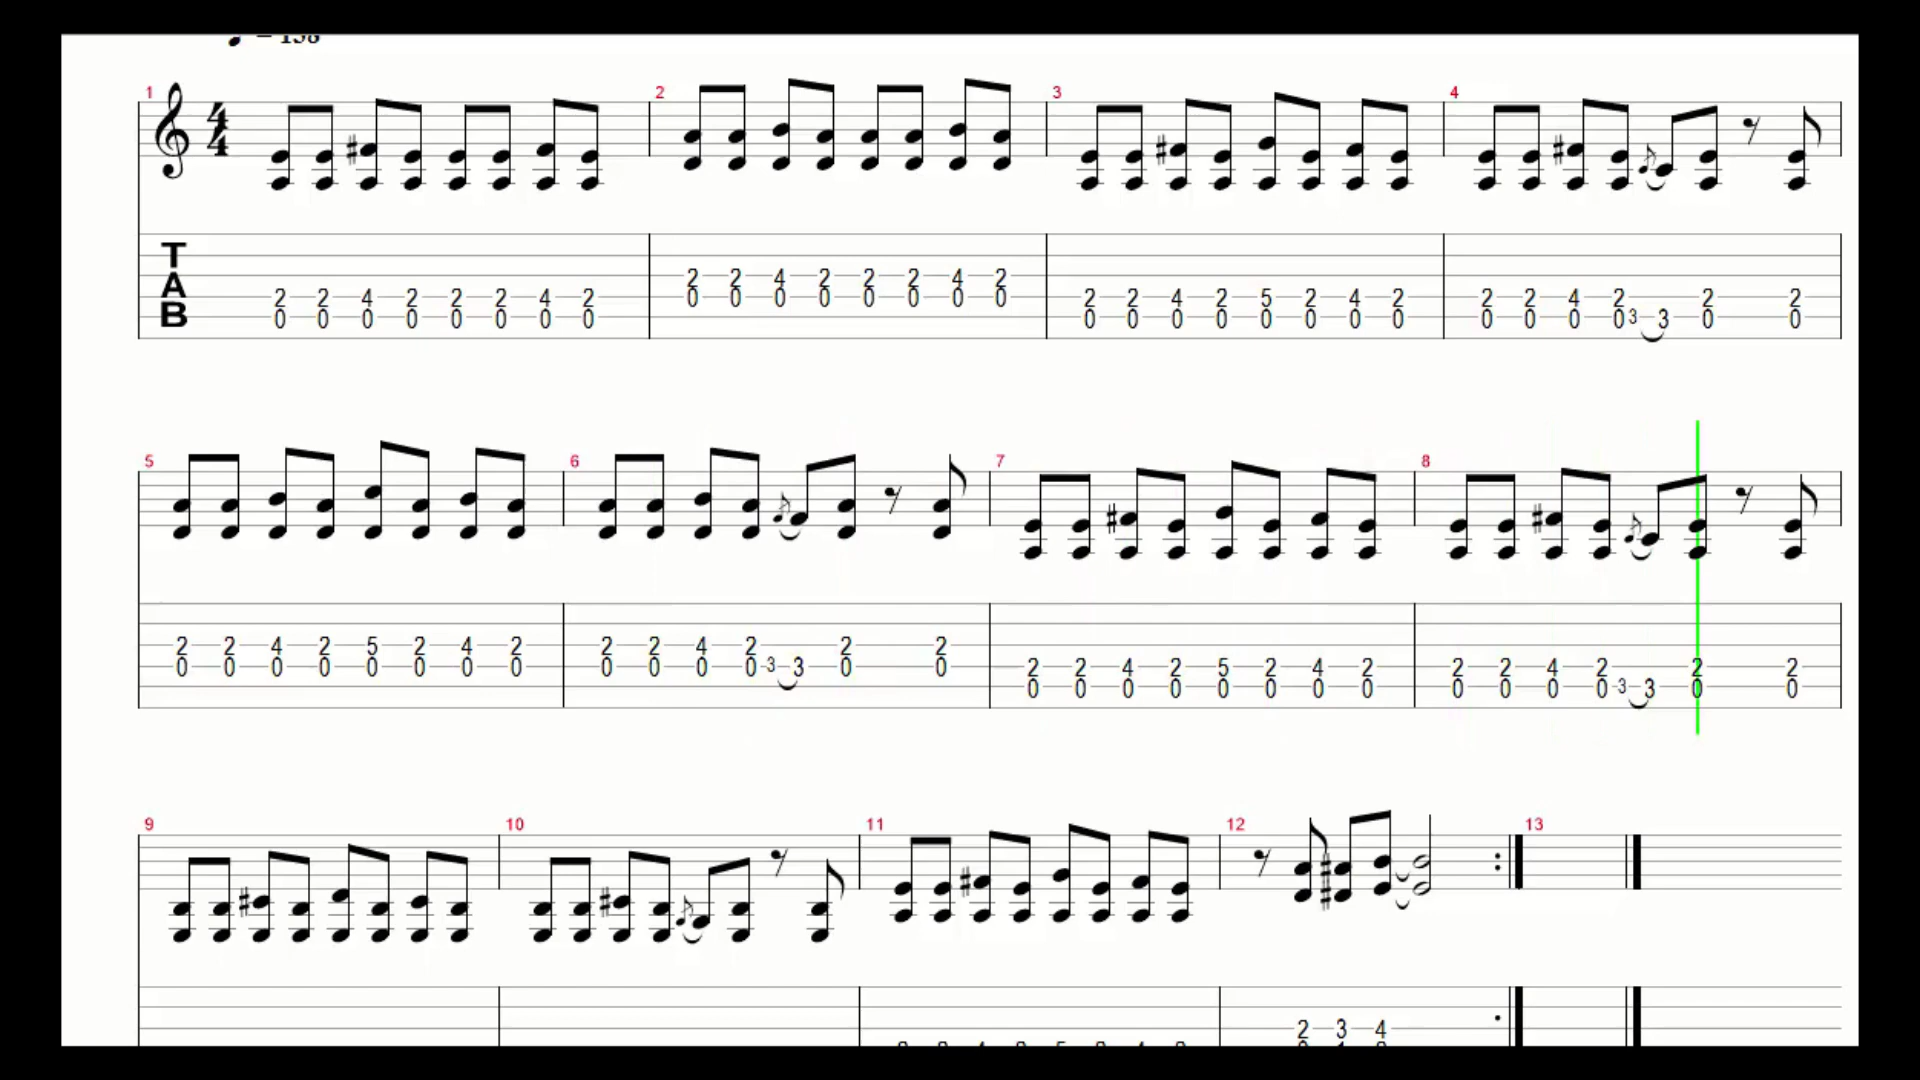 = 138
1 2 3 4
4
4
T
A
B
2 2 4 2 2 2 4 2
0 0 0 0 0 0 0 0
2 2 4 2 2 2 4 2
0 0 0 0 0 0 0 0
2 2 4 2 5 2 4 2
0 0 0 0 0 0 0 0
2 2 4 2 2 2
0 0 0 0 3 3 0 0
5 6 7 8
2 2 4 2 5 2 4 2
0 0 0 0 0 0 0 0
2 2 4 2 2 2
0 0 0 0 3 3 0 0
2 2 4 2 5 2 4 2
0 0 0 0 0 0 0 0
2 2 4 2 2 2
0 0 0 0 3 3 0 0
9 10 11 12 13
2 3 4